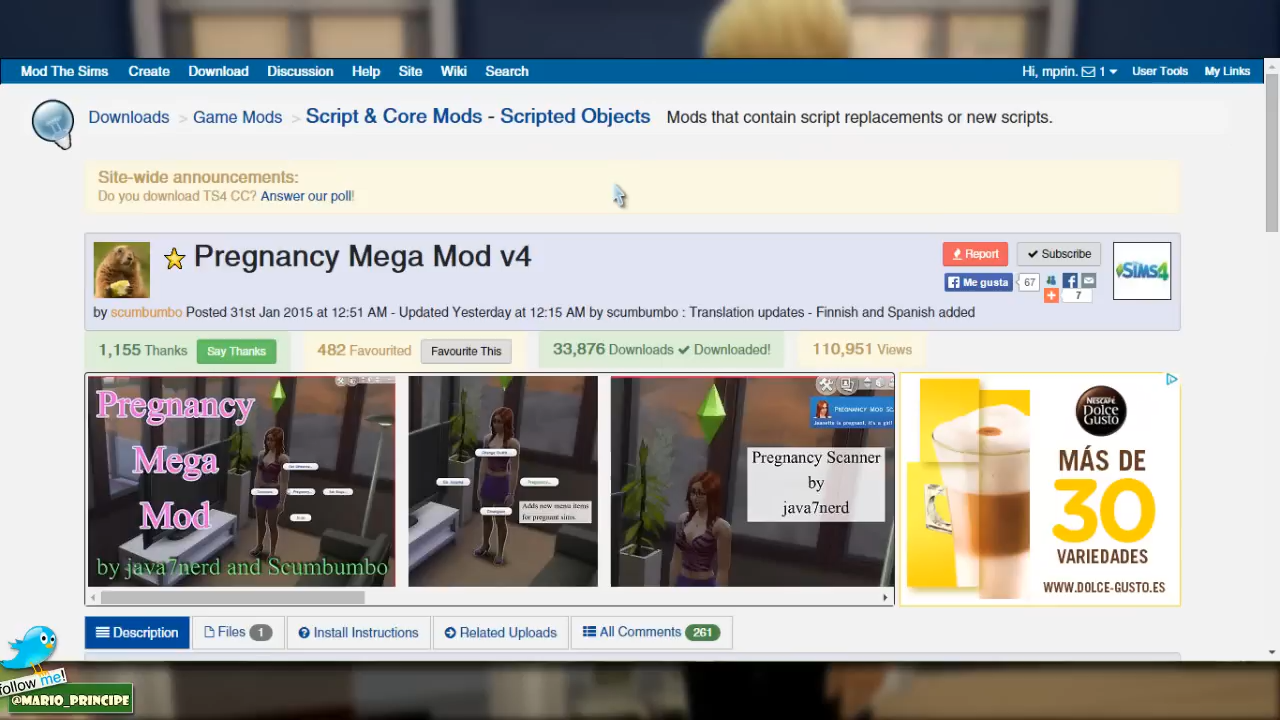 Mod The Sims Create Download Discussion Help Site Wiki Search Hi, mprin. 1 User Tools My Links
Downloads > Game Mods > Script & Core Mods - Scripted Objects Mods that contain script replacements or new scripts.
Site-wide announcements:
Do you download TS4 CC? Answer our poll!
Pregnancy Mega Mod v4
Report Subscribe
Me gusta 67
7
SIMS4
by scumbumbo Posted 31st Jan 2015 at 12:51 AM - Updated Yesterday at 12:15 AM by scumbumbo : Translation updates - Finnish and Spanish added
1,155 Thanks Say Thanks 482 Favourited Favourite This 33,876 Downloads Downloaded! 110,951 Views
Pregnancy
Mega
Mod
by java7nerd and Scumbumbo
Adds new menu items
for pregnant sims.
Pregnancy Scanner
by
java7nerd
NESCAFÉ
Dolce
Gusto
MÁS DE
30
VARIEDADES
WWW.DOLCE-GUSTO.ES
Description Files 1 Install Instructions Related Uploads All Comments 261
follow me!
@MARIO_PRINCIPE